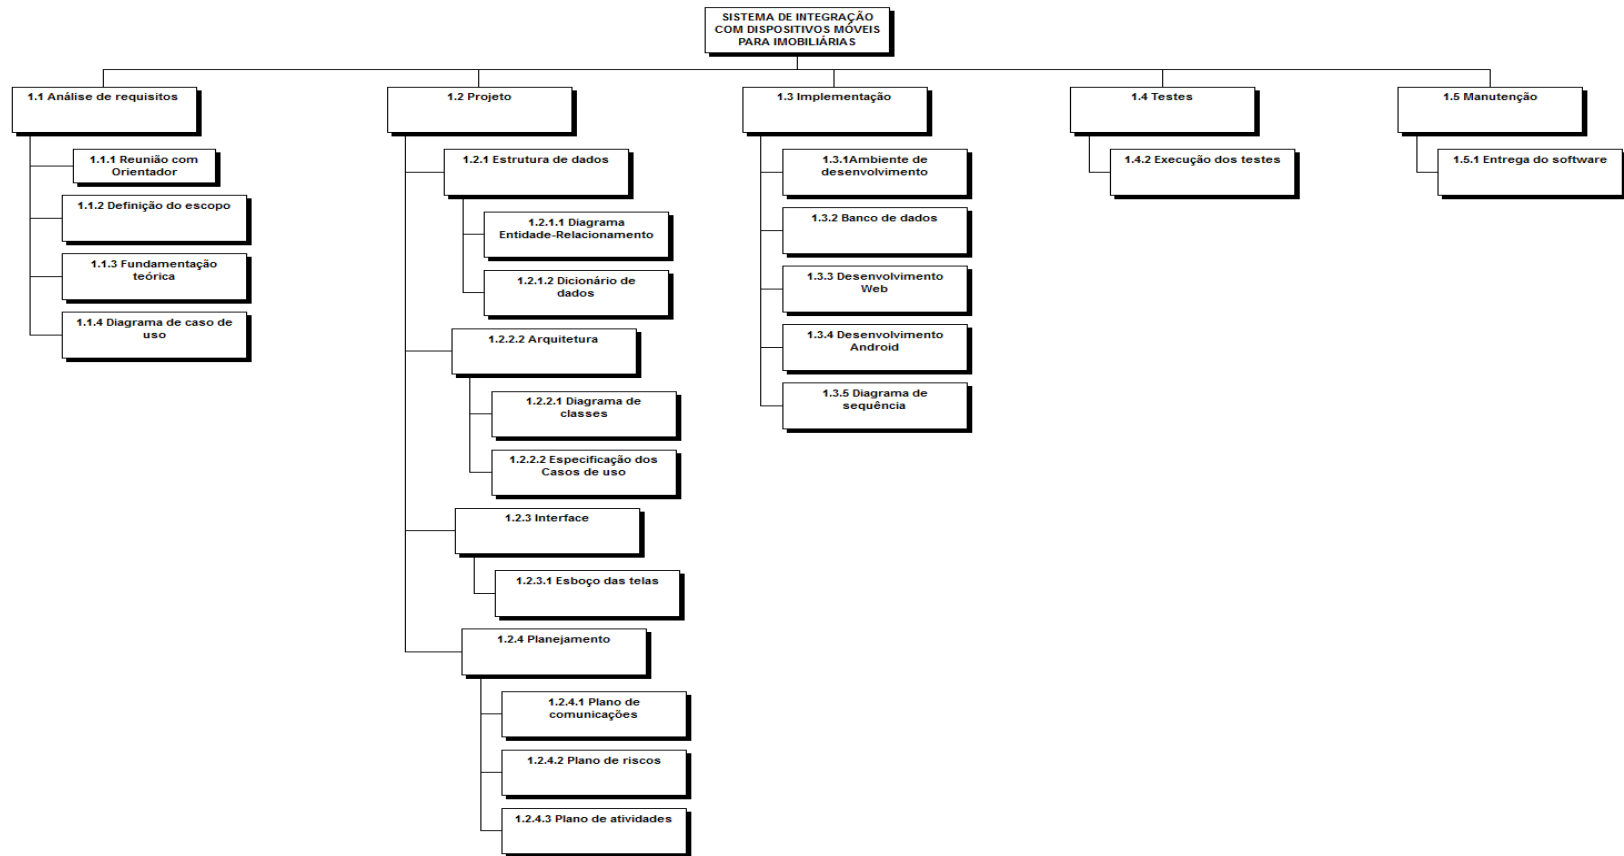 SISTEMA DE INTEGRAÇÃO
COM DISPOSITIVOS MÓVEIS
PARA IMOBILIÁRIAS
1.1 Análise de requisitos
1.1.1 Reunião com
Orientador
1.1.2 Definição do escopo
1.1.3 Fundamentação
teórica
1.1.4 Diagrama de caso de
uso
1.2 Projeto
1.2.1 Estrutura de dados
1.2.1.1 Diagrama
Entidade-Relacionamento
1.2.1.2 Dicionário de
dados
1.2.2.2 Arquitetura
1.2.2.1 Diagrama de
classes
1.2.2.2 Especificação dos
Casos de uso
1.2.3 Interface
1.2.3.1 Esboço das telas
1.2.4 Planejamento
1.2.4.1 Plano de
comunicações
1.2.4.2 Plano de riscos
1.2.4.3 Plano de atividades
1.3 Implementação
1.3.1Ambiente de
desenvolvimento
1.3.2 Banco de dados
1.3.3 Desenvolvimento
Web
1.3.4 Desenvolvimento
Android
1.3.5 Diagrama de
sequência
1.4 Testes
1.4.2 Execução dos testes
1.5 Manutenção
1.5.1 Entrega do software